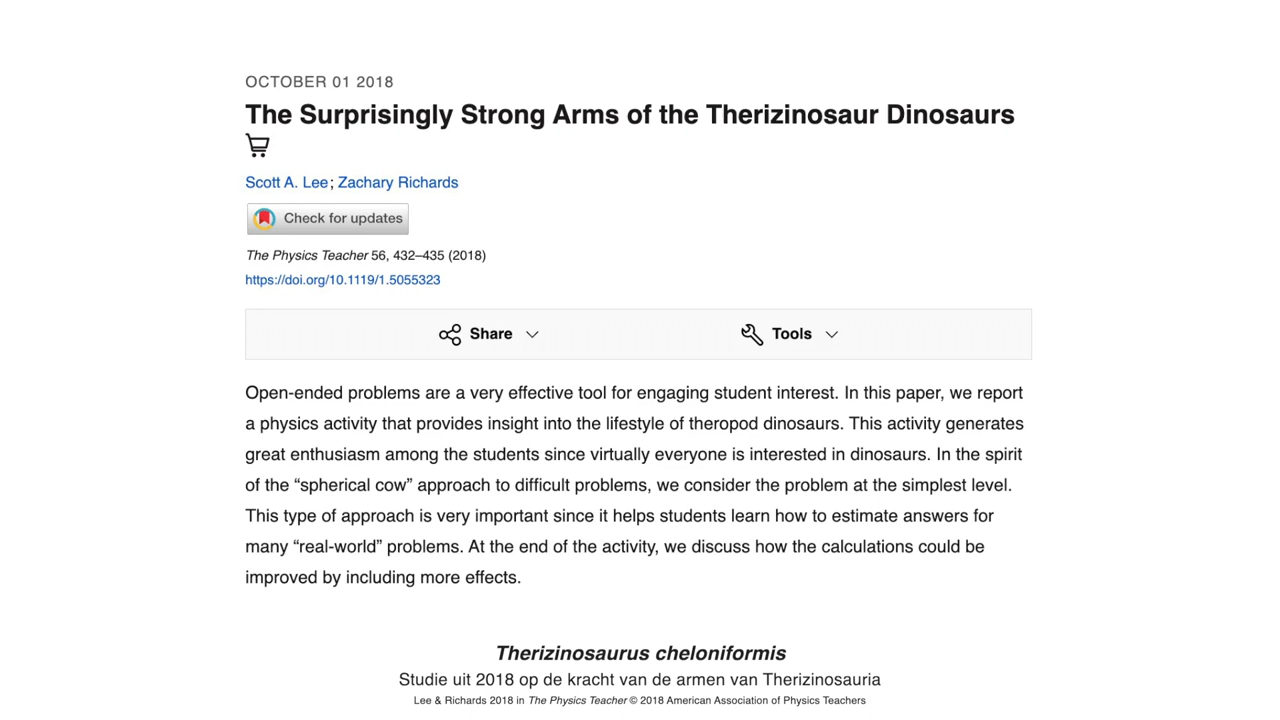 OCTOBER 01 2018
The Surprisingly Strong Arms of the Therizinosaur Dinosaurs
Scott A. Lee; Zachary Richards
Check for updates
The Physics Teacher 56, 432–435 (2018)
https://doi.org/10.1119/1.5055323
Share Tools
Open-ended problems are a very effective tool for engaging student interest. In this paper, we report
a physics activity that provides insight into the lifestyle of theropod dinosaurs. This activity generates
great enthusiasm among the students since virtually everyone is interested in dinosaurs. In the spirit
of the “spherical cow” approach to difficult problems, we consider the problem at the simplest level.
This type of approach is very important since it helps students learn how to estimate answers for
many “real-world” problems. At the end of the activity, we discuss how the calculations could be
improved by including more effects.
Therizinosaurus cheloniformis
Studie uit 2018 op de kracht van de armen van Therizinosauria
Lee & Richards 2018 in The Physics Teacher © 2018 American Association of Physics Teachers